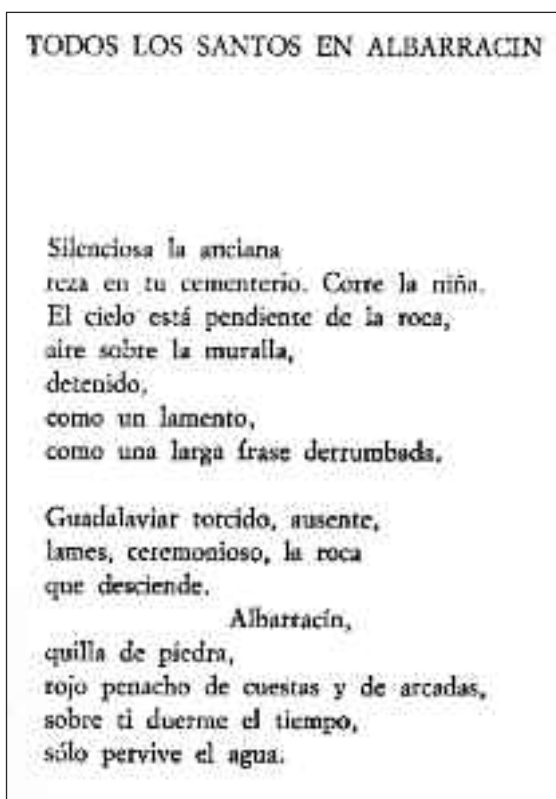 TODOS LOS SANTOS EN ALBARRACIN
Silenciosa la anciana
reza en tu cementerio. Corre la niña.
El cielo está pendiente de la roca,
aire sobre la muralla,
detenido,
como un lamento,
como una larga frase derrumbada.
Guadalaviar torcido, ausente,
lames, ceremonioso, la roca
que desciende.
Albarracín,
quilla de piedra,
rojo penacho de cuestas y de arcadas,
sobre ti duerme el tiempo,
sólo pervive el agua.